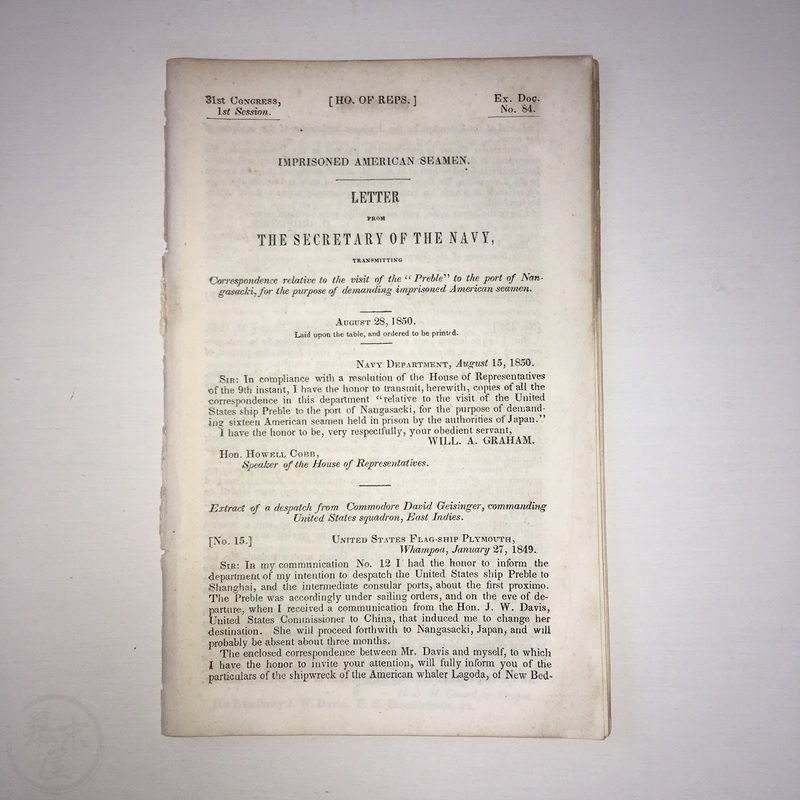 31st Congress,
1st Session.
[HO. OF REPS.]
Ex. Doc.
No. 84.
IMPRISONED AMERICAN SEAMEN.
LETTER
FROM
THE SECRETARY OF THE NAVY,
TRANSMITTING
Correspondence relative to the visit of the "Preble" to the port of Nan-
gasacki, for the purpose of demanding imprisoned American seamen.
August 28, 1850.
Laid upon the table, and ordered to be printed.
Navy Department, August 15, 1850.
Sir: In compliance with a resolution of the House of Representatives
of the 9th instant, I have the honor to transmit, herewith, copies of all the
correspondence in this department "relative to the visit of the United
States ship Preble to the port of Nangasacki, for the purpose of demand-
ing sixteen American seamen held in prison by the authorities of Japan."
I have the honor to be, very respectfully, your obedient servant,
WILL. A. GRAHAM.
Hon. Howell Cobb,
Speaker of the House of Representatives.
Extract of a despatch from Commodore David Geisinger, commanding
United States squadron, East Indies.
[No. 15.]
United States Flag-ship Plymouth,
Whampoa, January 27, 1849.
Sir: In my communication No. 12 I had the honor to inform the
department of my intention to despatch the United States ship Preble to
Shanghai, and the intermediate consular ports, about the first proximo.
The Preble was accordingly under sailing orders, and on the eve of de-
parture, when I received a communication from the Hon. J. W. Davis,
United States Commissioner to China, that induced me to change her
destination. She will proceed forthwith to Nangasacki, Japan, and will
probably be absent about three months.
The enclosed correspondence between Mr. Davis and myself, to which
I have the honor to invite your attention, will fully inform you of the
particulars of the shipwreck of the American whaler Lagoda, of New Bed-
幕末屋